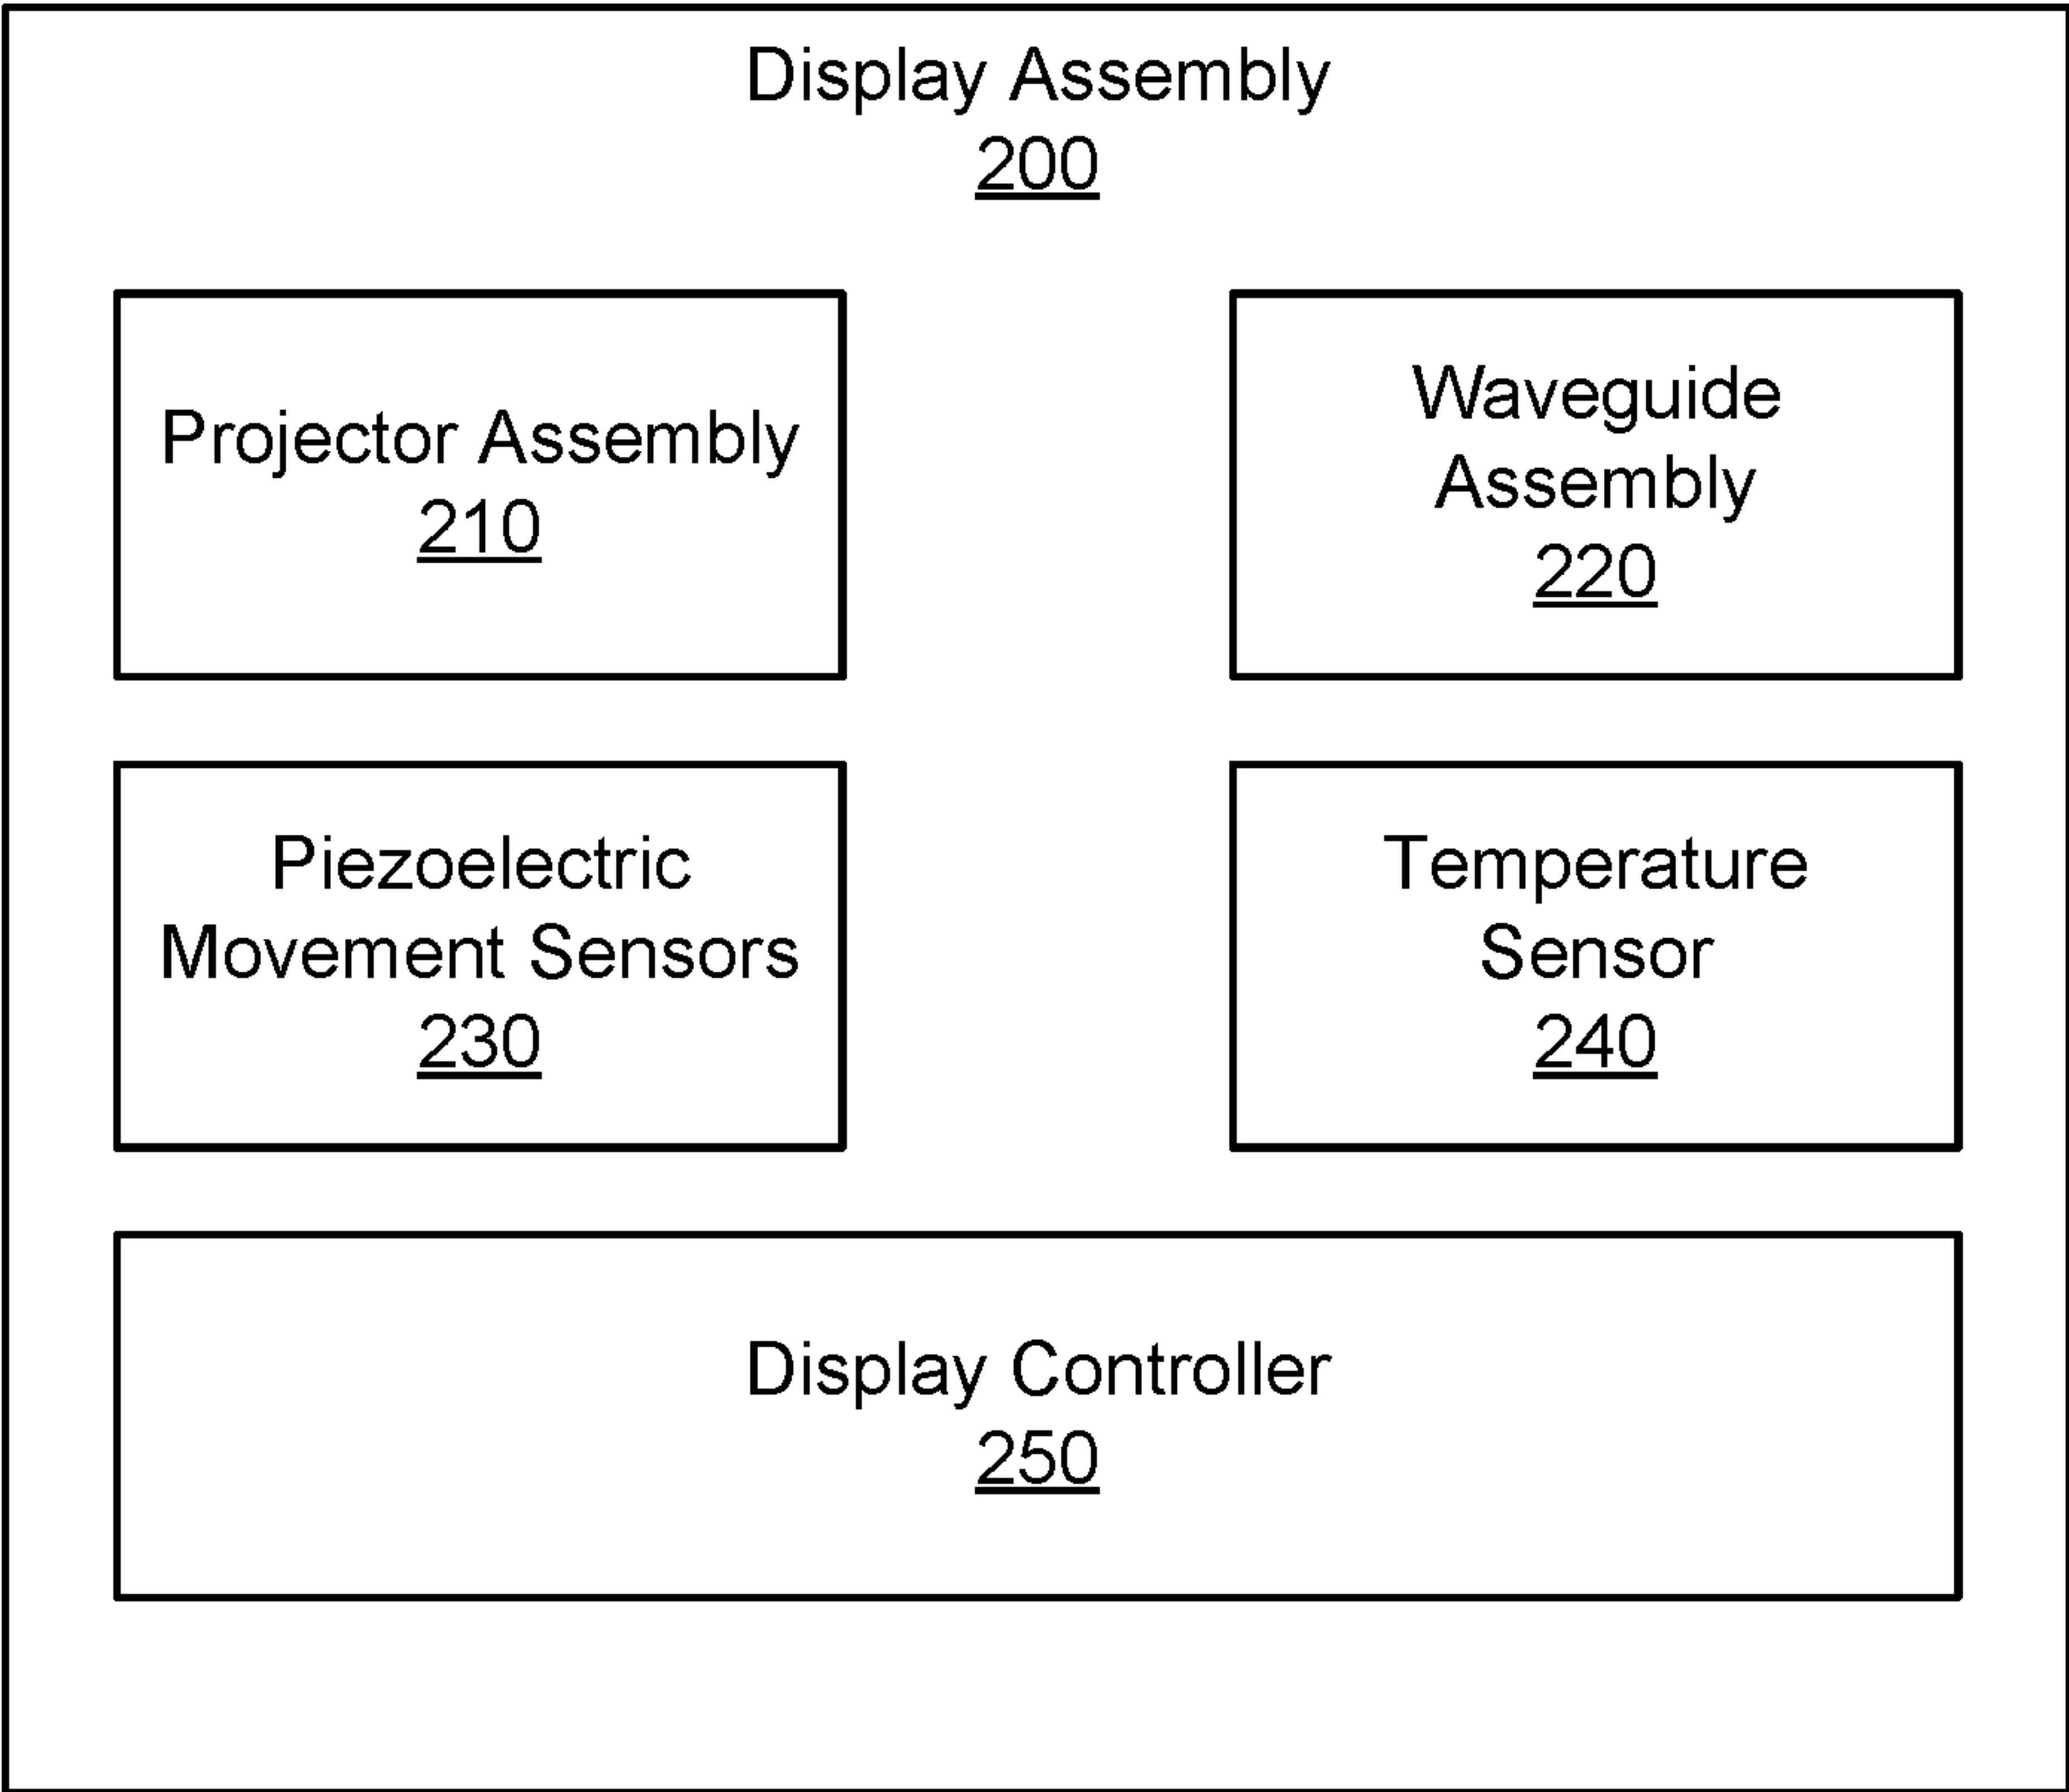 Display Assembly
200
Projector Assembly
210
Waveguide
Assembly
220
Piezoelectric
Movement Sensors
230
Temperature
Sensor
240
Display Controller
250